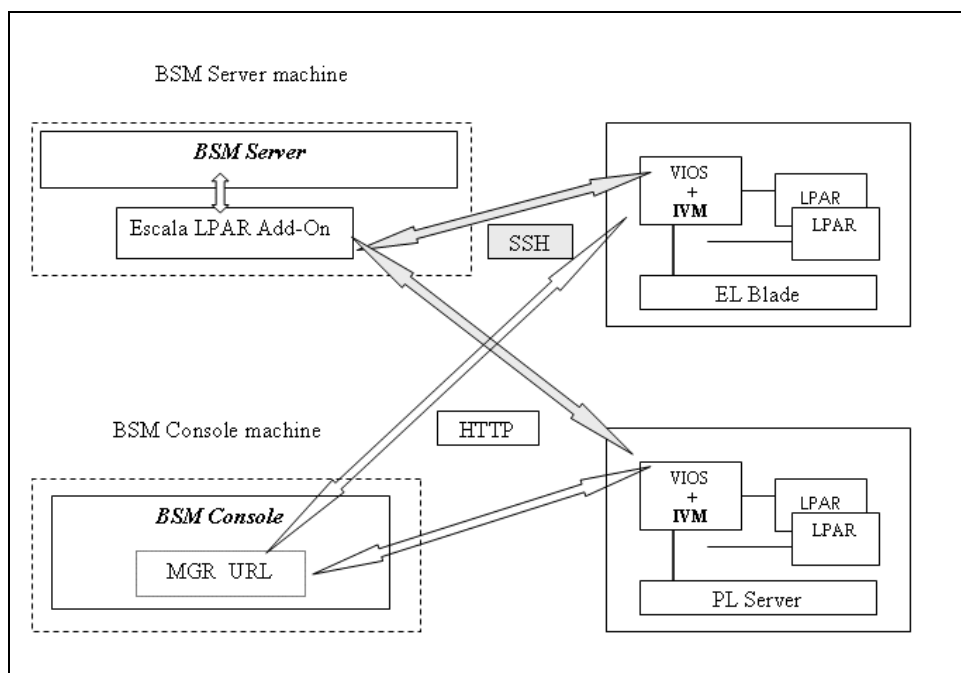 BSM Server machine
BSM Server
Escala LPAR Add-On
SSH
VIOS
+
IVM
LPAR
LPAR
EL Blade
BSM Console machine
HTTP
BSM Console
MGR URL
VIOS
+
IVM
LPAR
LPAR
PL Server